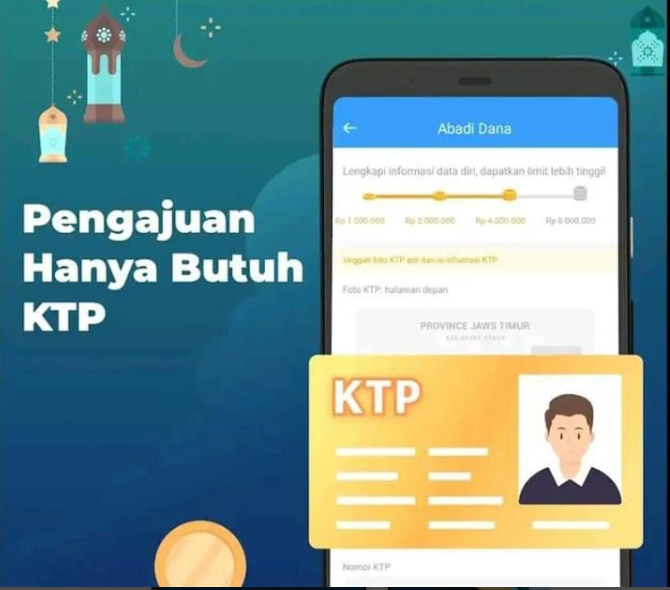 Pengajuan
Hanya Butuh
KTP
Abadi Dana
Lengkapi informasi data diri, dapatkan limit lebih tinggi!
Rp 1.000.000 Rp 2.000.000 Rp 4.000.000 Rp 8.000.000
Unggah foto KTP asli dan isi informasi KTP
Foto KTP: halaman depan
PROVINCE JAWS TIMUR
KTP
Nomor KTP